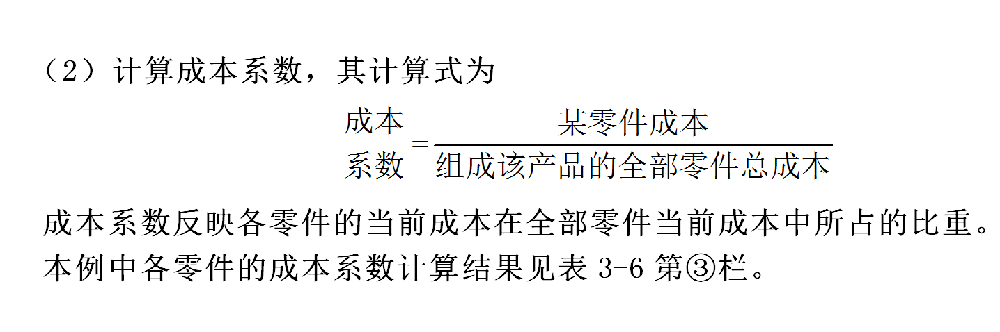 （2）计算成本系数，其计算式为
成本系数=某零件成本/组成该产品的全部零件总成本
成本系数反映各零件的当前成本在全部零件当前成本中所占的比重。
本例中各零件的成本系数计算结果见表 3-6 第③栏。